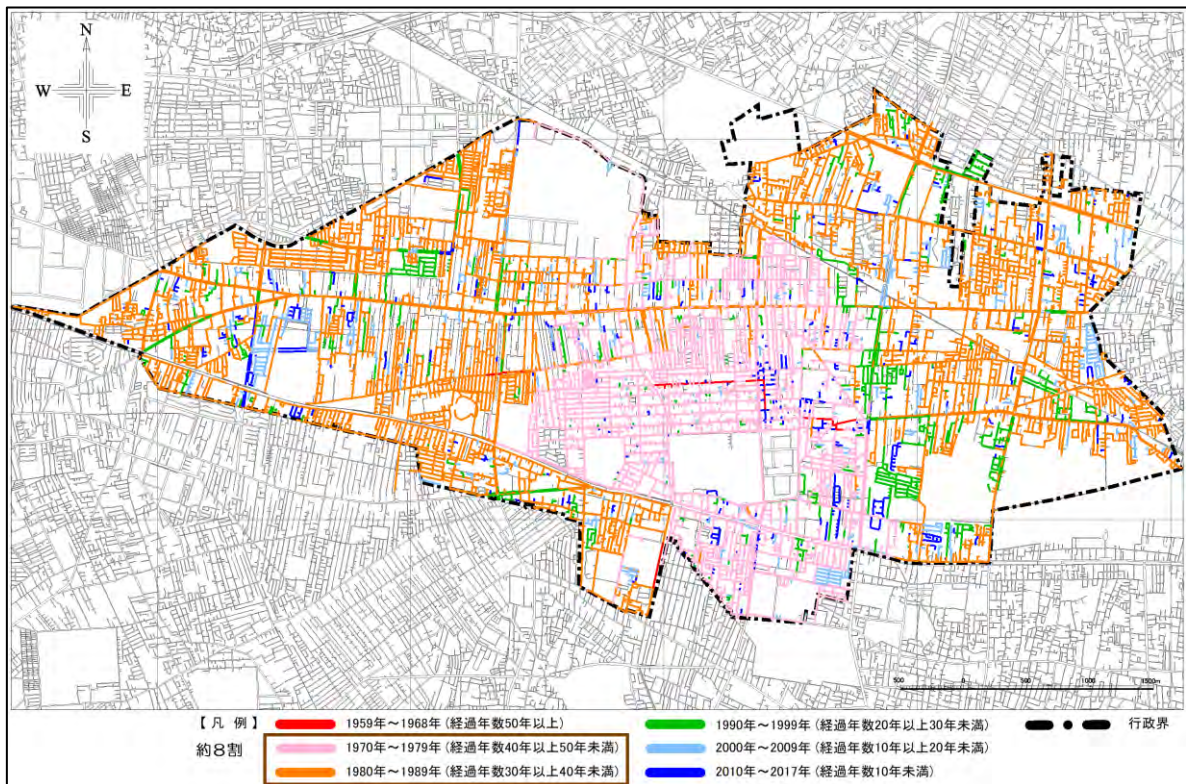 N
W E
S
500 0 500 1000 1500m
【 凡 例 】 1959年～1968年 (経過年数50年以上) 1990年～1999年 (経過年数20年以上30年未満) 行政界
約8割 1970年～1979年 (経過年数40年以上50年未満) 2000年～2009年 (経過年数10年以上20年未満)
1980年～1989年 (経過年数30年以上40年未満) 2010年～2017年 (経過年数10年未満)